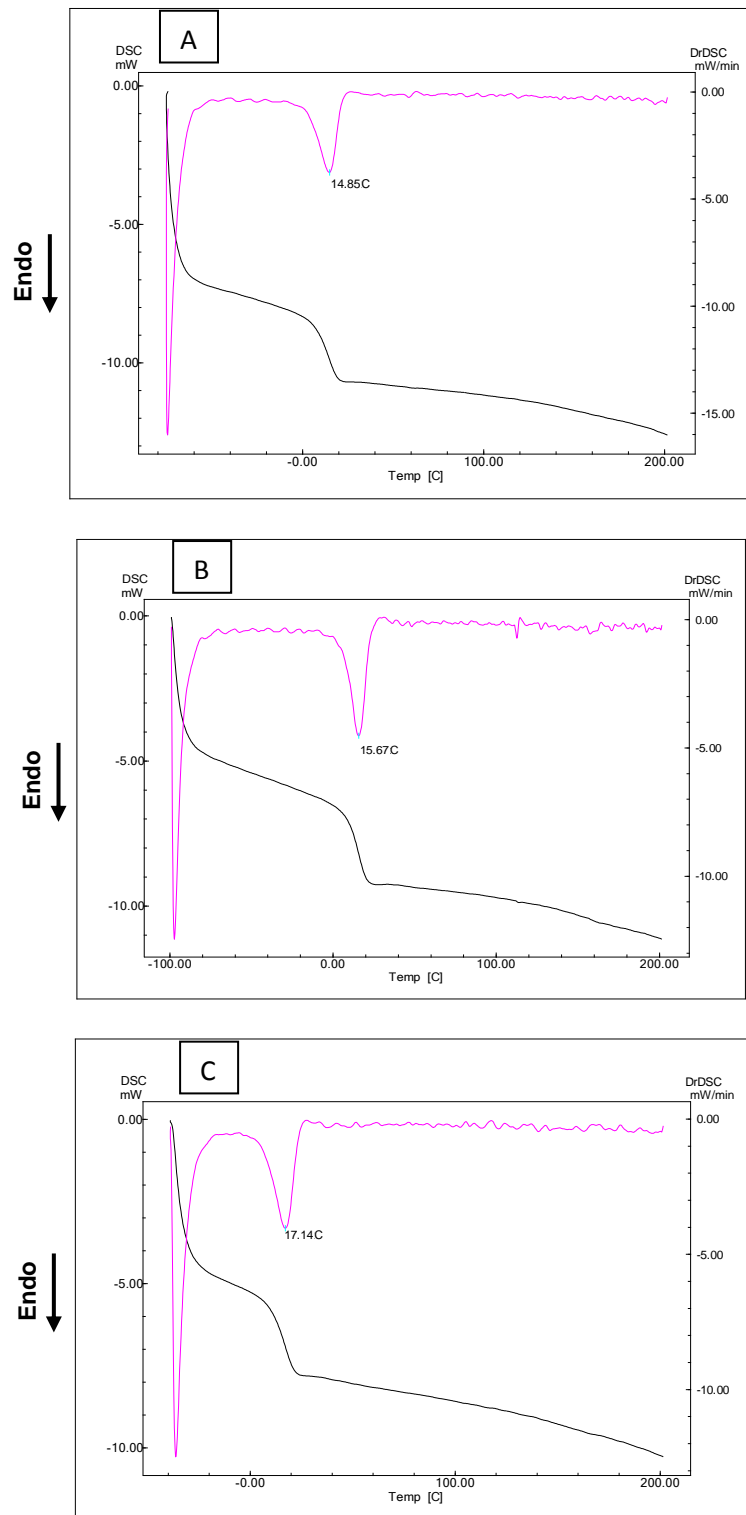 A
DSC
mW
DrDSC
mW/min
0.00
0.00
14.85C
-5.00
-5.00
Endo
-10.00
-10.00
-15.00
-0.00
100.00
200.00
Temp [C]
B
DSC
mW
DrDSC
mW/min
0.00
0.00
15.67C
-5.00
-5.00
Endo
-10.00
-10.00
-100.00
0.00
100.00
200.00
Temp [C]
C
DSC
mW
DrDSC
mW/min
0.00
0.00
17.14C
-5.00
-5.00
Endo
-10.00
-10.00
-0.00
100.00
200.00
Temp [C]